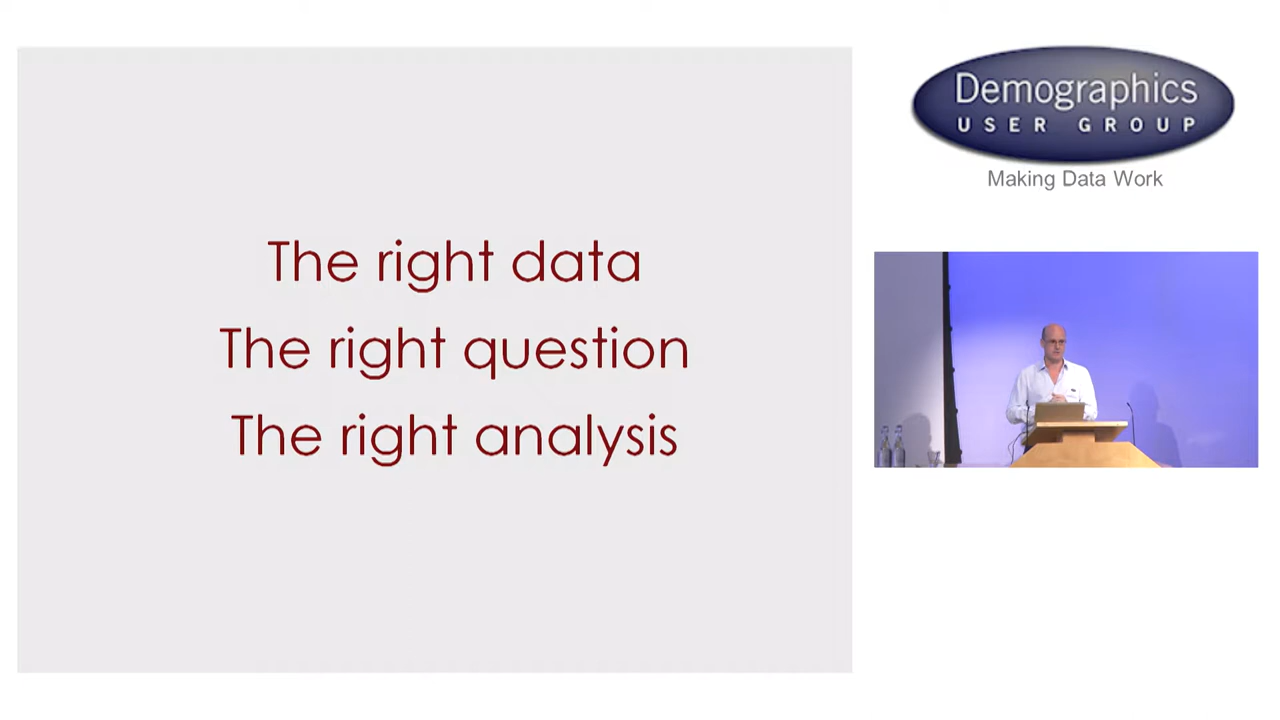 The right data
The right question
The right analysis
Demographics
USER GROUP
Making Data Work